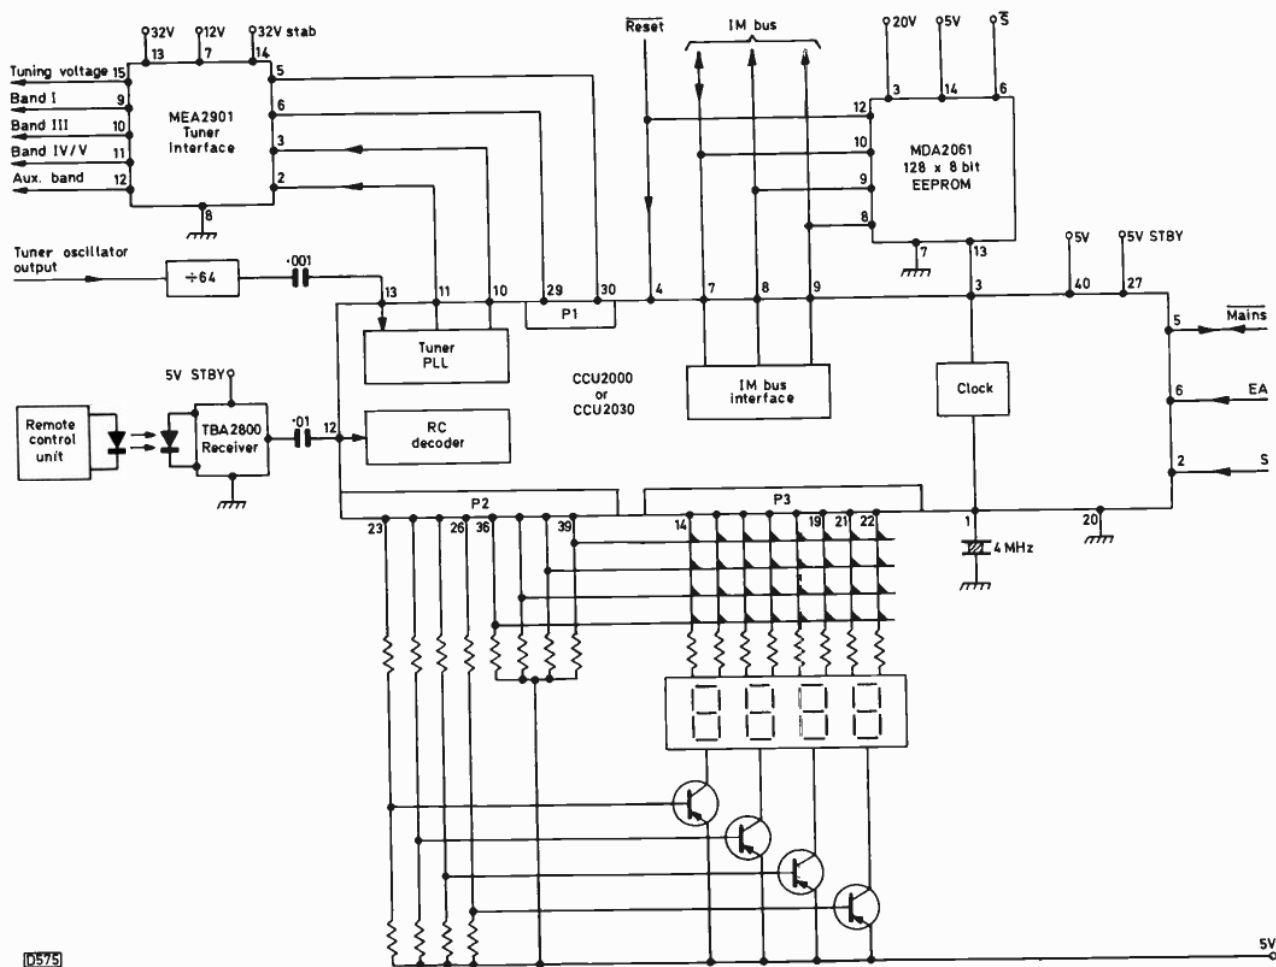 32V
12V
32V stab
13
7
14
Tuning voltage 15
Band I 9
Band III 10
Band IV/V 11
Aux. band 12
MEA2901
Tuner
Interface
5
6
3
2
8
Reset
IM bus
20V
5V
S
3
14
6
12
10
9
8
MDA2061
128 x 8 bit
EEPROM
7
13
Tuner oscillator
output
÷64
·001
13
11
10
29
30
4
7
8
9
3
5V
5V STBY
40
27
P1
Tuner
PLL
CCU2000
or
CCU2030
IM bus
interface
Clock
5
Mains
6
EA
2
S
5V STBY
Remote
control
unit
TBA2800
Receiver
·01
12
RC
decoder
P2
P3
23
26
36
39
14
19
21
22
1
20
4MHz
5V
D575